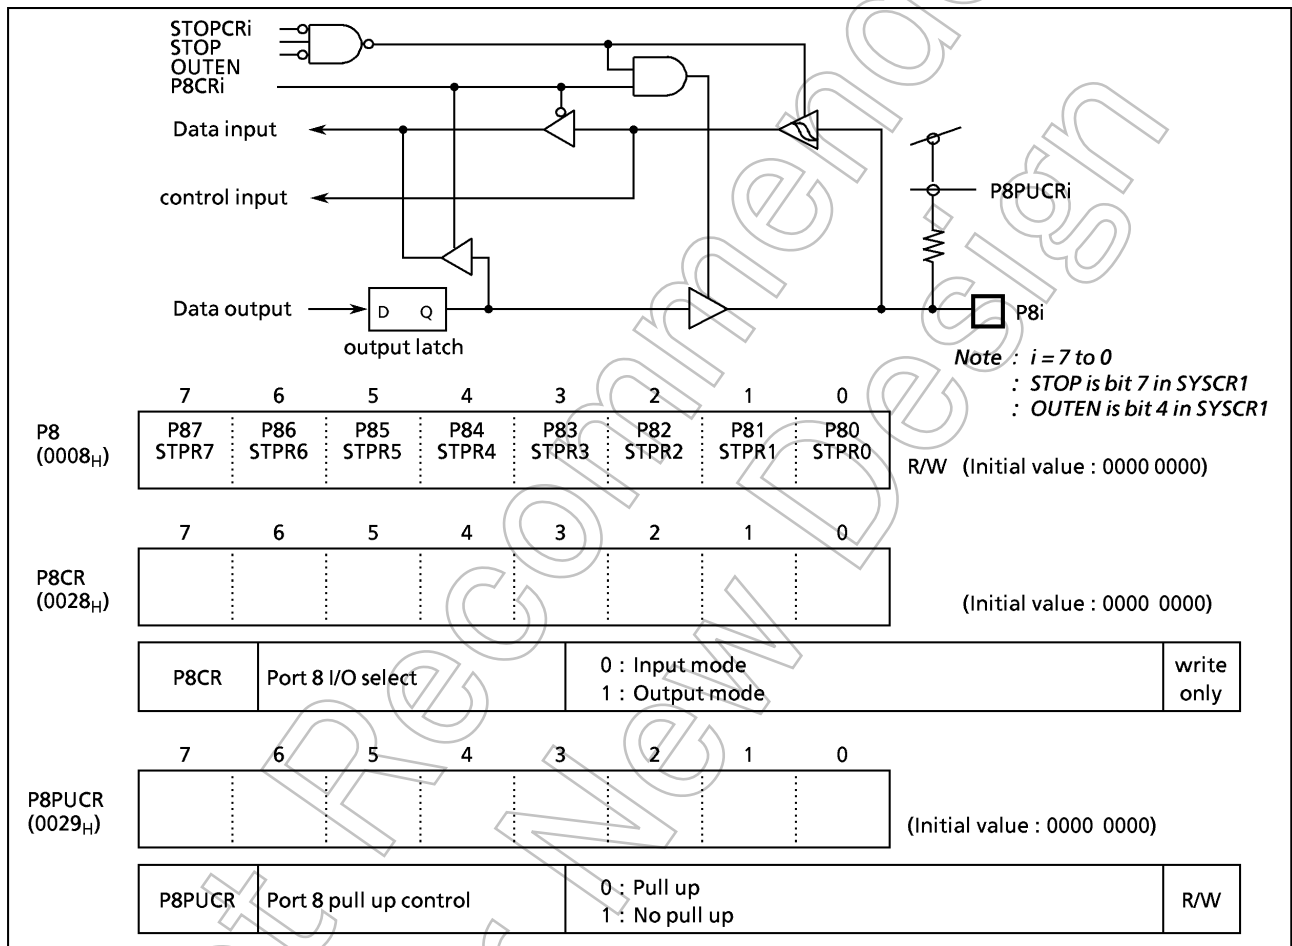 STOPCRi
STOP
OUTEN
P8CRi
Data input
control input
P8PUCRi
Data output
D Q
output latch
P8i
Note : i = 7 to 0
: STOP is bit 7 in SYSCR1
: OUTEN is bit 4 in SYSCR1
7 6 5 4 3 2 1 0
P8
(0008H)
P87 P86 P85 P84 P83 P82 P81 P80
STPR7 STPR6 STPR5 STPR4 STPR3 STPR2 STPR1 STPR0
R/W (Initial value : 0000 0000)
7 6 5 4 3 2 1 0
P8CR
(0028H)
(Initial value : 0000 0000)
P8CR Port 8 I/O select
0 : Input mode
1 : Output mode
write
only
7 6 5 4 3 2 1 0
P8PUCR
(0029H)
(Initial value : 0000 0000)
P8PUCR Port 8 pull up control
0 : Pull up
1 : No pull up
R/W
Recommend
New Design